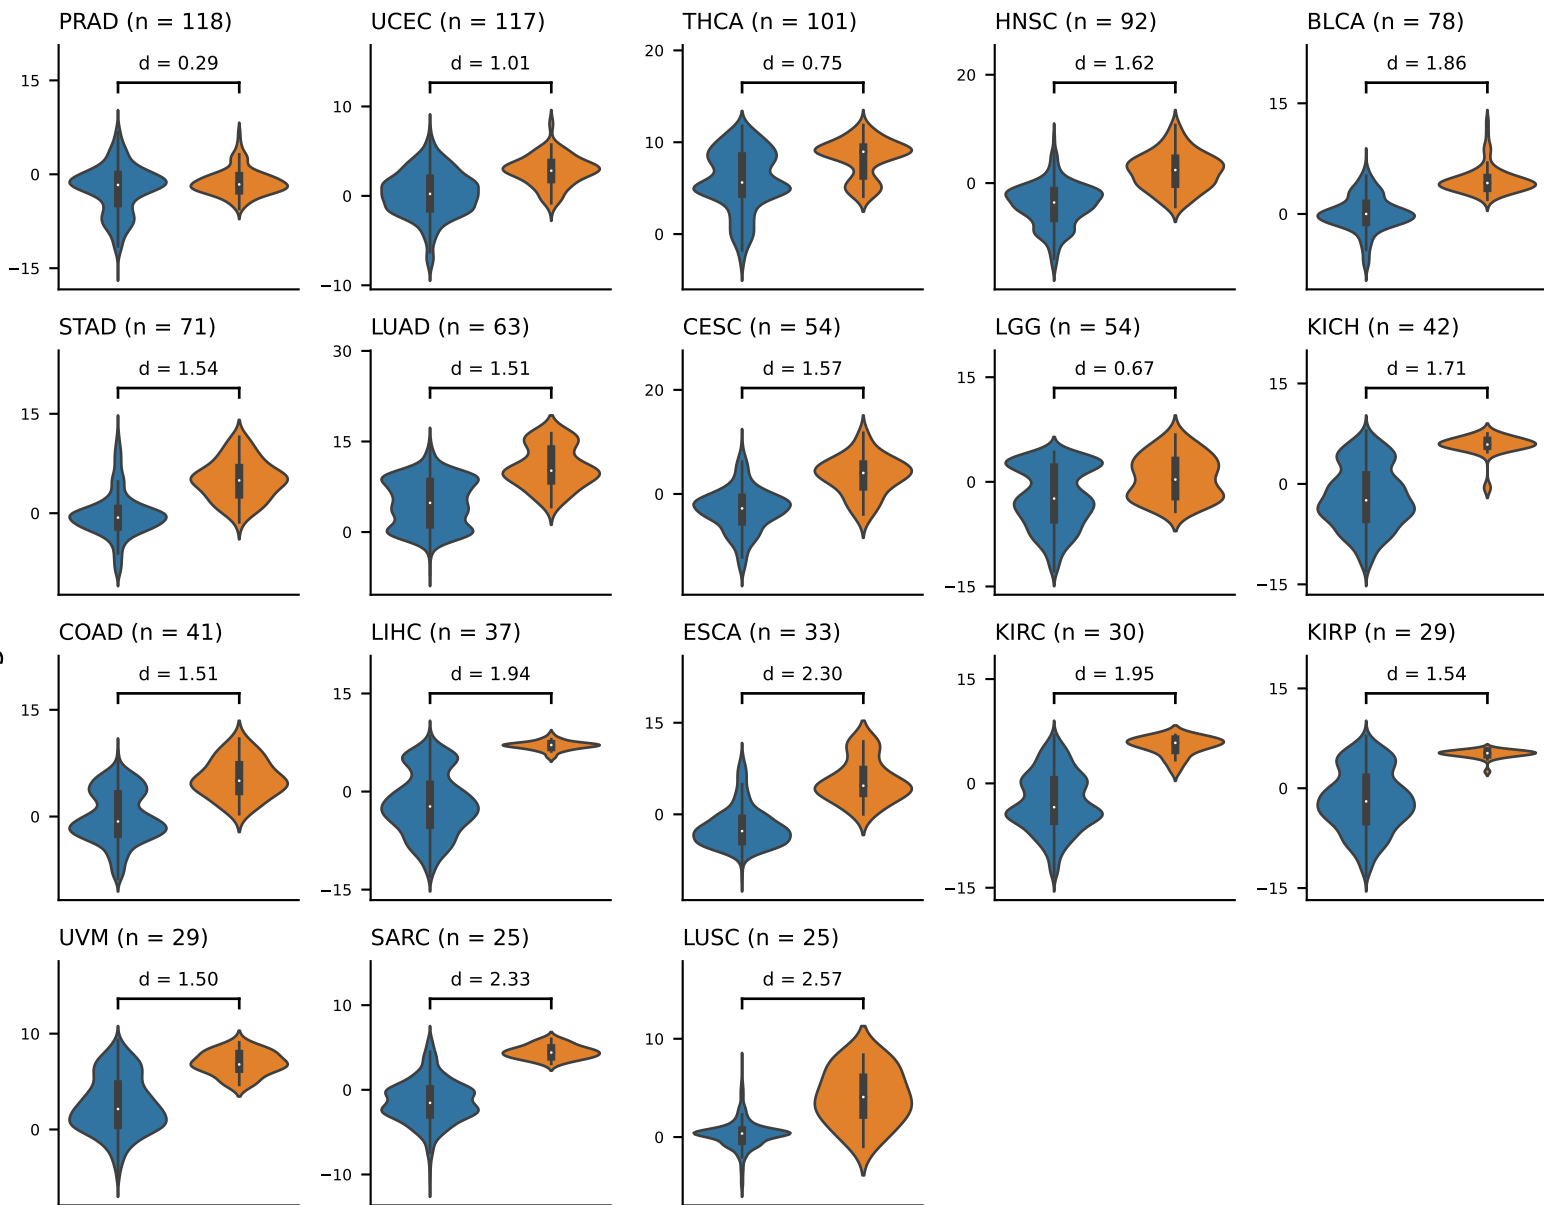 PRAD (n = 118)
d = 0.29
15
0
−15
UCEC (n = 117)
d = 1.01
10
0
−10
THCA (n = 101)
d = 0.75
20
10
0
HNSC (n = 92)
d = 1.62
20
0
BLCA (n = 78)
d = 1.86
15
0
STAD (n = 71)
d = 1.54
15
0
LUAD (n = 63)
d = 1.51
30
15
0
CESC (n = 54)
d = 1.57
20
0
LGG (n = 54)
d = 0.67
15
0
−15
KICH (n = 42)
d = 1.71
15
0
−15
COAD (n = 41)
d = 1.51
15
0
LIHC (n = 37)
d = 1.94
15
0
−15
ESCA (n = 33)
d = 2.30
15
0
KIRC (n = 30)
d = 1.95
15
0
−15
KIRP (n = 29)
d = 1.54
15
0
−15
UVM (n = 29)
d = 1.50
10
0
SARC (n = 25)
d = 2.33
10
0
−10
LUSC (n = 25)
d = 2.57
10
0